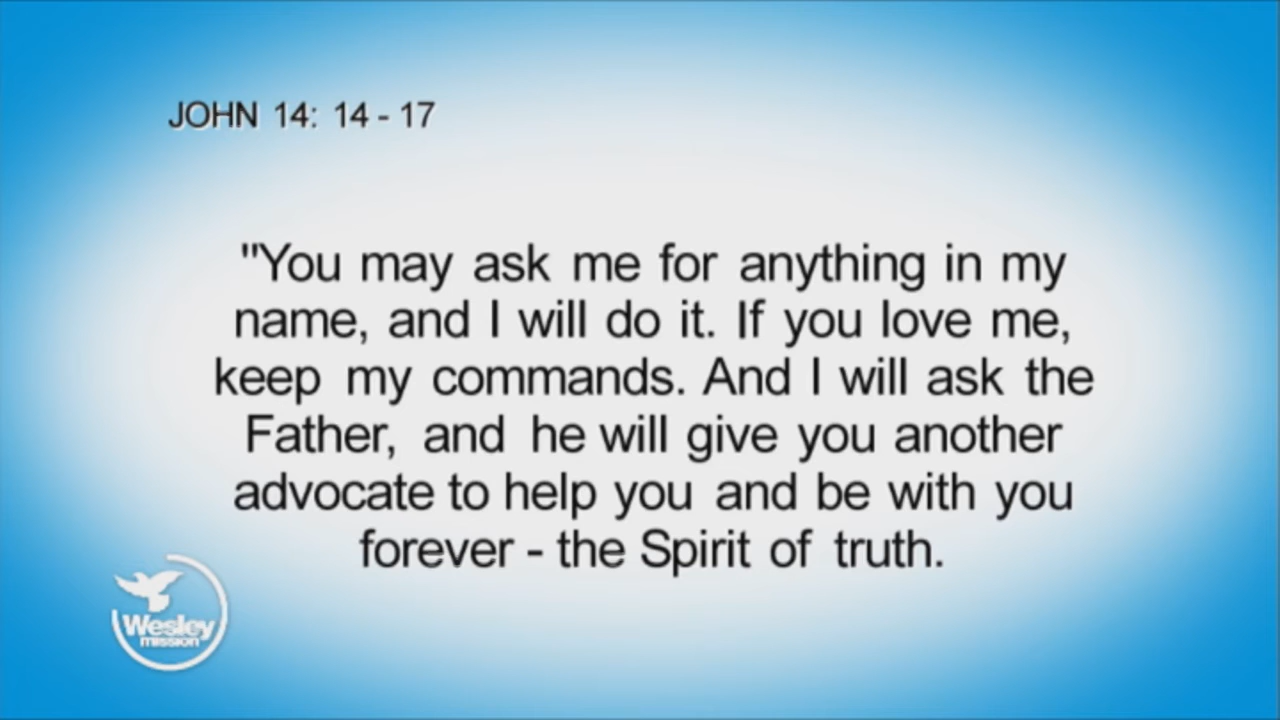 JOHN 14: 14 - 17
"You may ask me for anything in my
name, and I will do it. If you love me,
keep my commands. And I will ask the
Father, and he will give you another
advocate to help you and be with you
forever - the Spirit of truth.
Wesley
mission